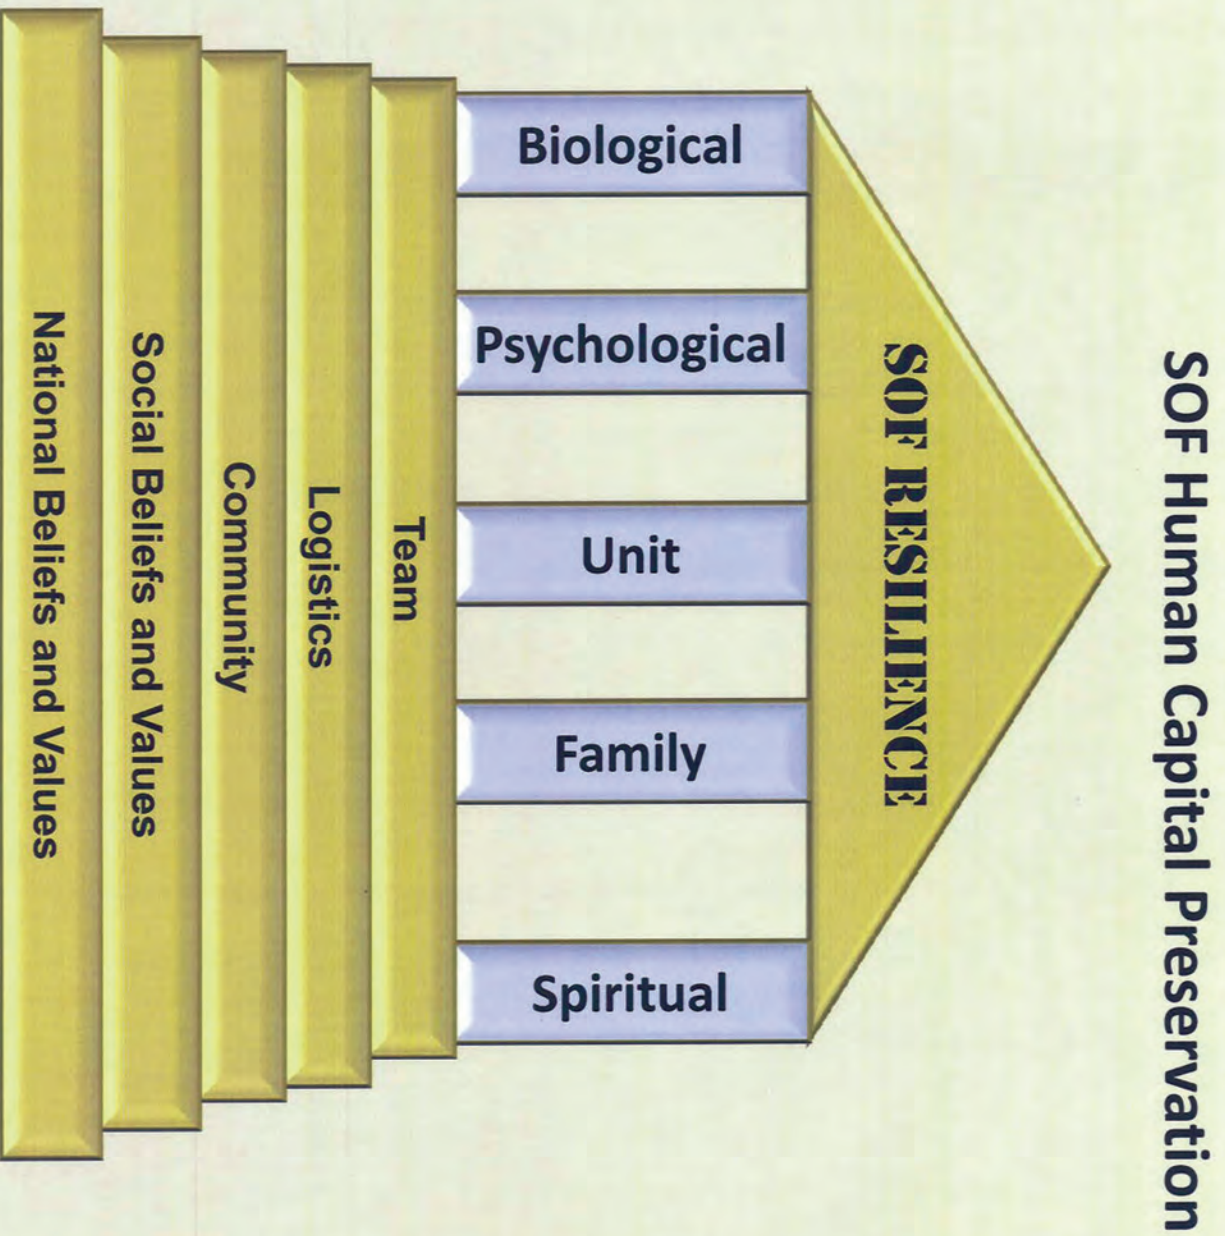 SOF Human Capital Preservation
SOF RESILIENCE
Biological
Psychological
Unit
Family
Spiritual
Team
Logistics
Community
Social Beliefs and Values
National Beliefs and Values